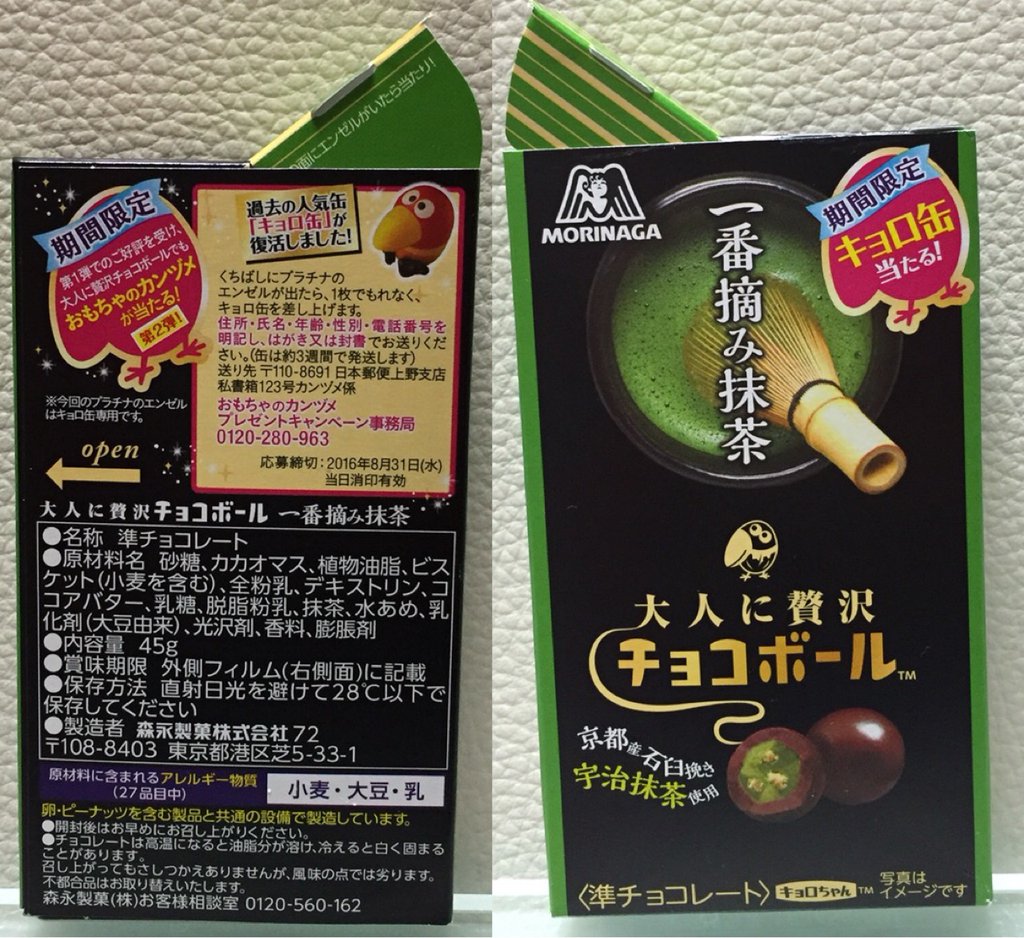 の面にエンゼルがいたら当たり!
期間限定
第1弾でのご好評を受け、
大人に贅沢チョコボールでも
おもちゃのカンヅメ
が当たる!
第2弾!
※今回のプラチナのエンゼル
はキョロ缶専用です。
open
過去の人気缶
「キョロ缶」が
復活しました!
くちばしにプラチナの
エンゼルが出たら、1枚でもれなく、
キョロ缶を差し上げます。
住所・氏名・年齢・性別・電話番号を
明記し、はがき又は封書でお送りくだ
さい。(缶は約3週間で発送します)
送り先 〒110-8691 日本郵便上野支店
私書箱123号カンヅメ係
おもちゃのカンヅメ
プレゼントキャンペーン事務局
0120-280-963
応募締切:2016年8月31日(水)
当日消印有効
大人に贅沢チョコボール 一番摘み抹茶
●名称 準チョコレート
●原材料名 砂糖、カカオマス、植物油脂、ビス
ケット(小麦を含む)、全粉乳、デキストリン、コ
コアバター、乳糖、脱脂粉乳、抹茶、水あめ、乳
化剤(大豆由来)、光沢剤、香料、膨脹剤
●内容量 45g
●賞味期限 外側フィルム(右側面)に記載
●保存方法 直射日光を避けて28℃以下で
保存してください
●製造者 森永製菓株式会社 72
〒108-8403 東京都港区芝5-33-1
原材料に含まれるアレルギー物質
(27品目中)
小麦・大豆・乳
卵・ピーナッツを含む製品と共通の設備で製造しています。
●開封後はお早めにお召し上がりください。
●チョコレートは高温になると油脂分が溶け、冷えると白く固まる
ことがあります。
召し上がってもさしつかえありませんが、風味の点では劣ります。
不都合品はお取り替えいたします。
森永製菓(株)お客様相談室 0120-560-162
MORINAGA
一番摘み抹茶
期間限定
キョロ缶
当たる!
大人に贅沢
チョコボール™
京都産石臼挽き
宇治抹茶使用
〈準チョコレート〉 キョロちゃん™
写真は
イメージです